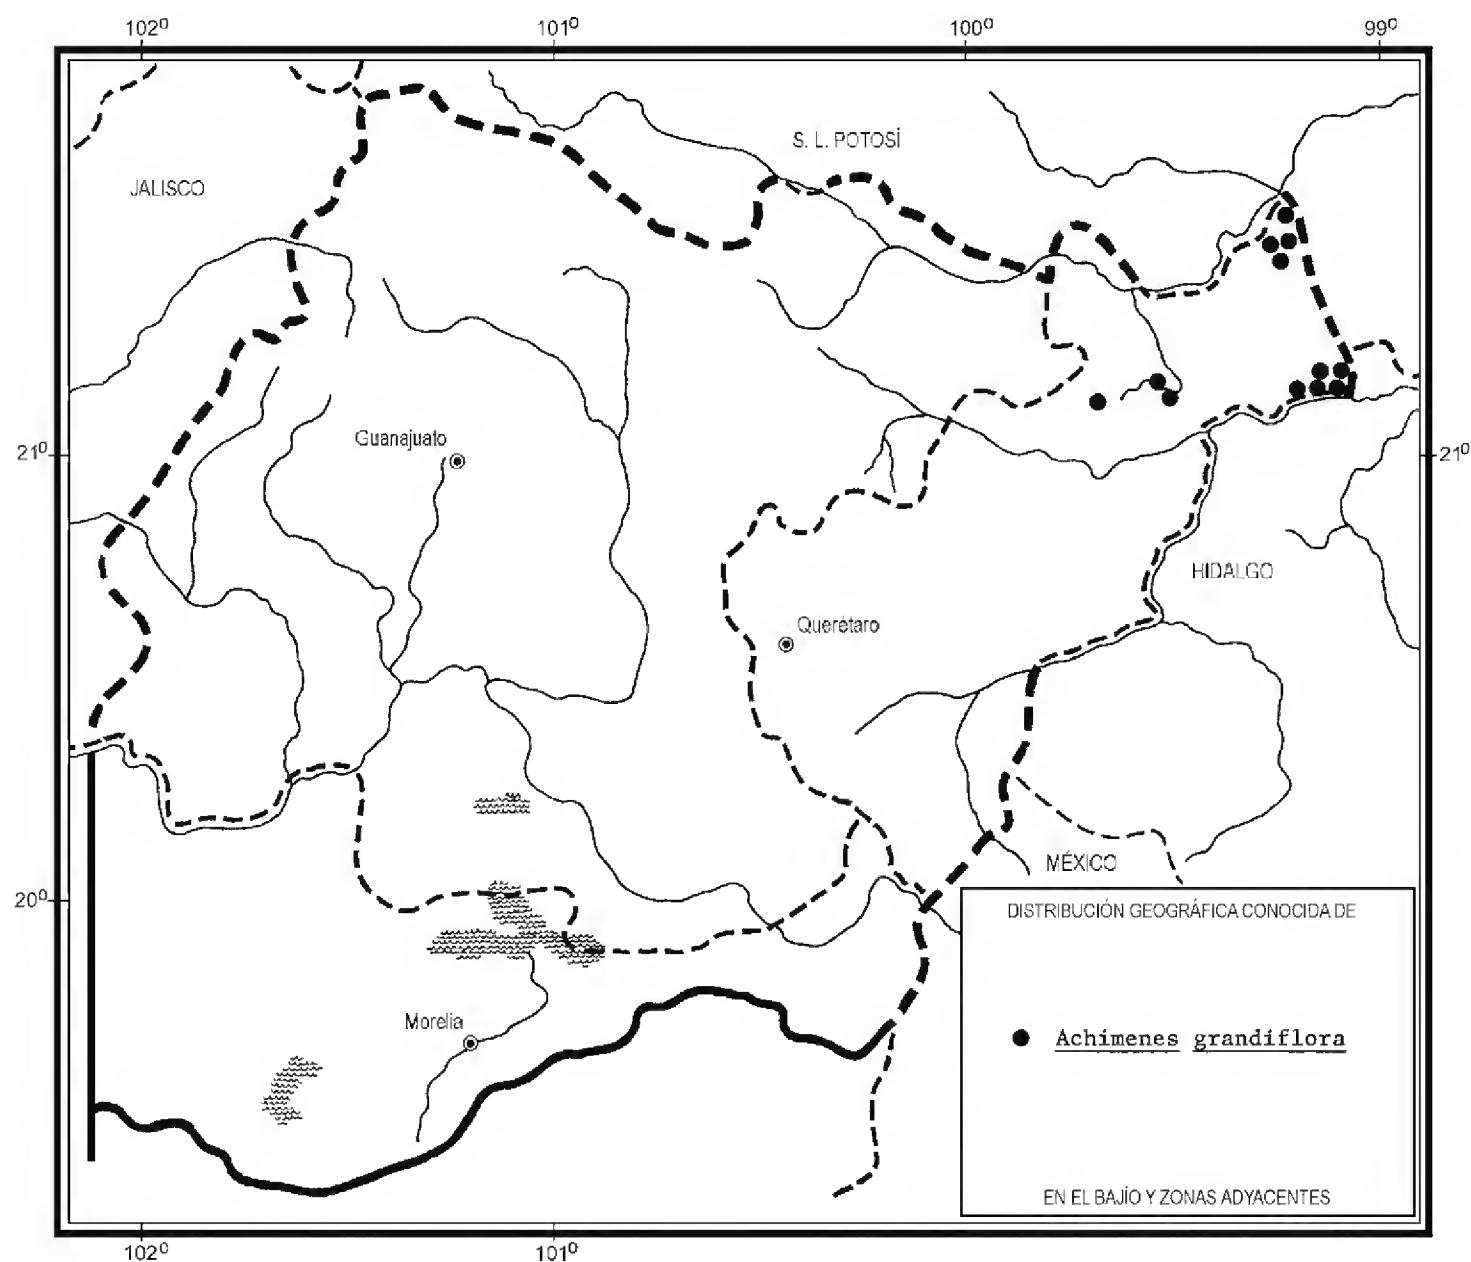 102⁰ 101⁰ 100⁰ 99⁰
S. L. POTOSÍ
JALISCO
Guanajuato
21⁰ 21⁰
HIDALGO
Querétaro
MÉXICO
20⁰
DISTRIBUCIÓN GEOGRÁFICA CONOCIDA DE
Morelia
Achimenes grandiflora
EN EL BAJÍO Y ZONAS ADYACENTES
102⁰ 101⁰